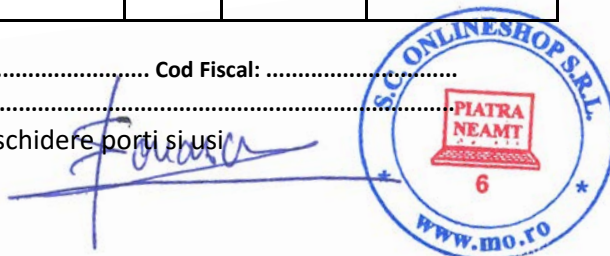 ........................ Cod Fiscal: ..............................
................................................................................
schidere porti si usi
S.C. ONLINESHOP S.R.L.
PIATRA
NEAMT
6
* *
www.mo.ro